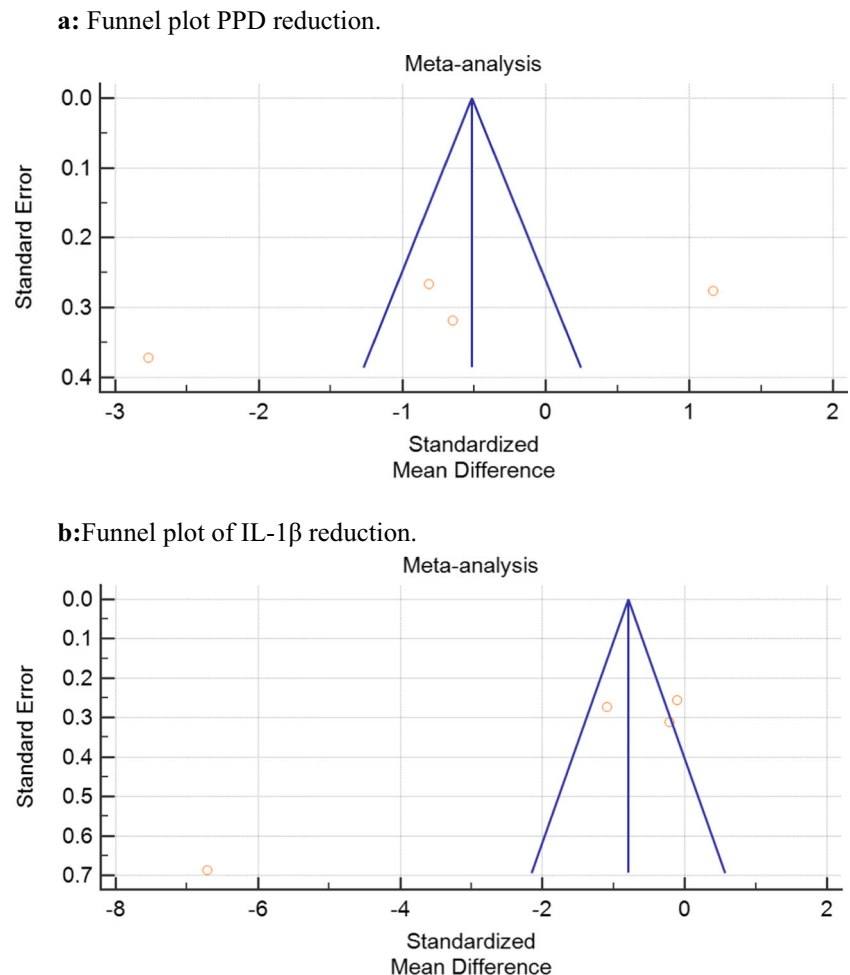 a: Funnel plot PPD reduction.
Meta-analysis
Standard Error
0.0
0.1
0.2
0.3
0.4
-3 -2 -1 0 1 2
Standardized
Mean Difference
b:Funnel plot of IL-1β reduction.
Meta-analysis
Standard Error
0.0
0.1
0.2
0.3
0.4
0.5
0.6
0.7
-8 -6 -4 -2 0 2
Standardized
Mean Difference